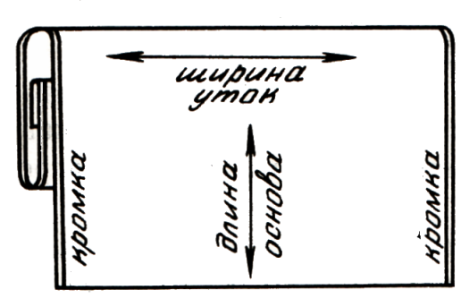 ширина
уток
кромка
длина
основа
кромка